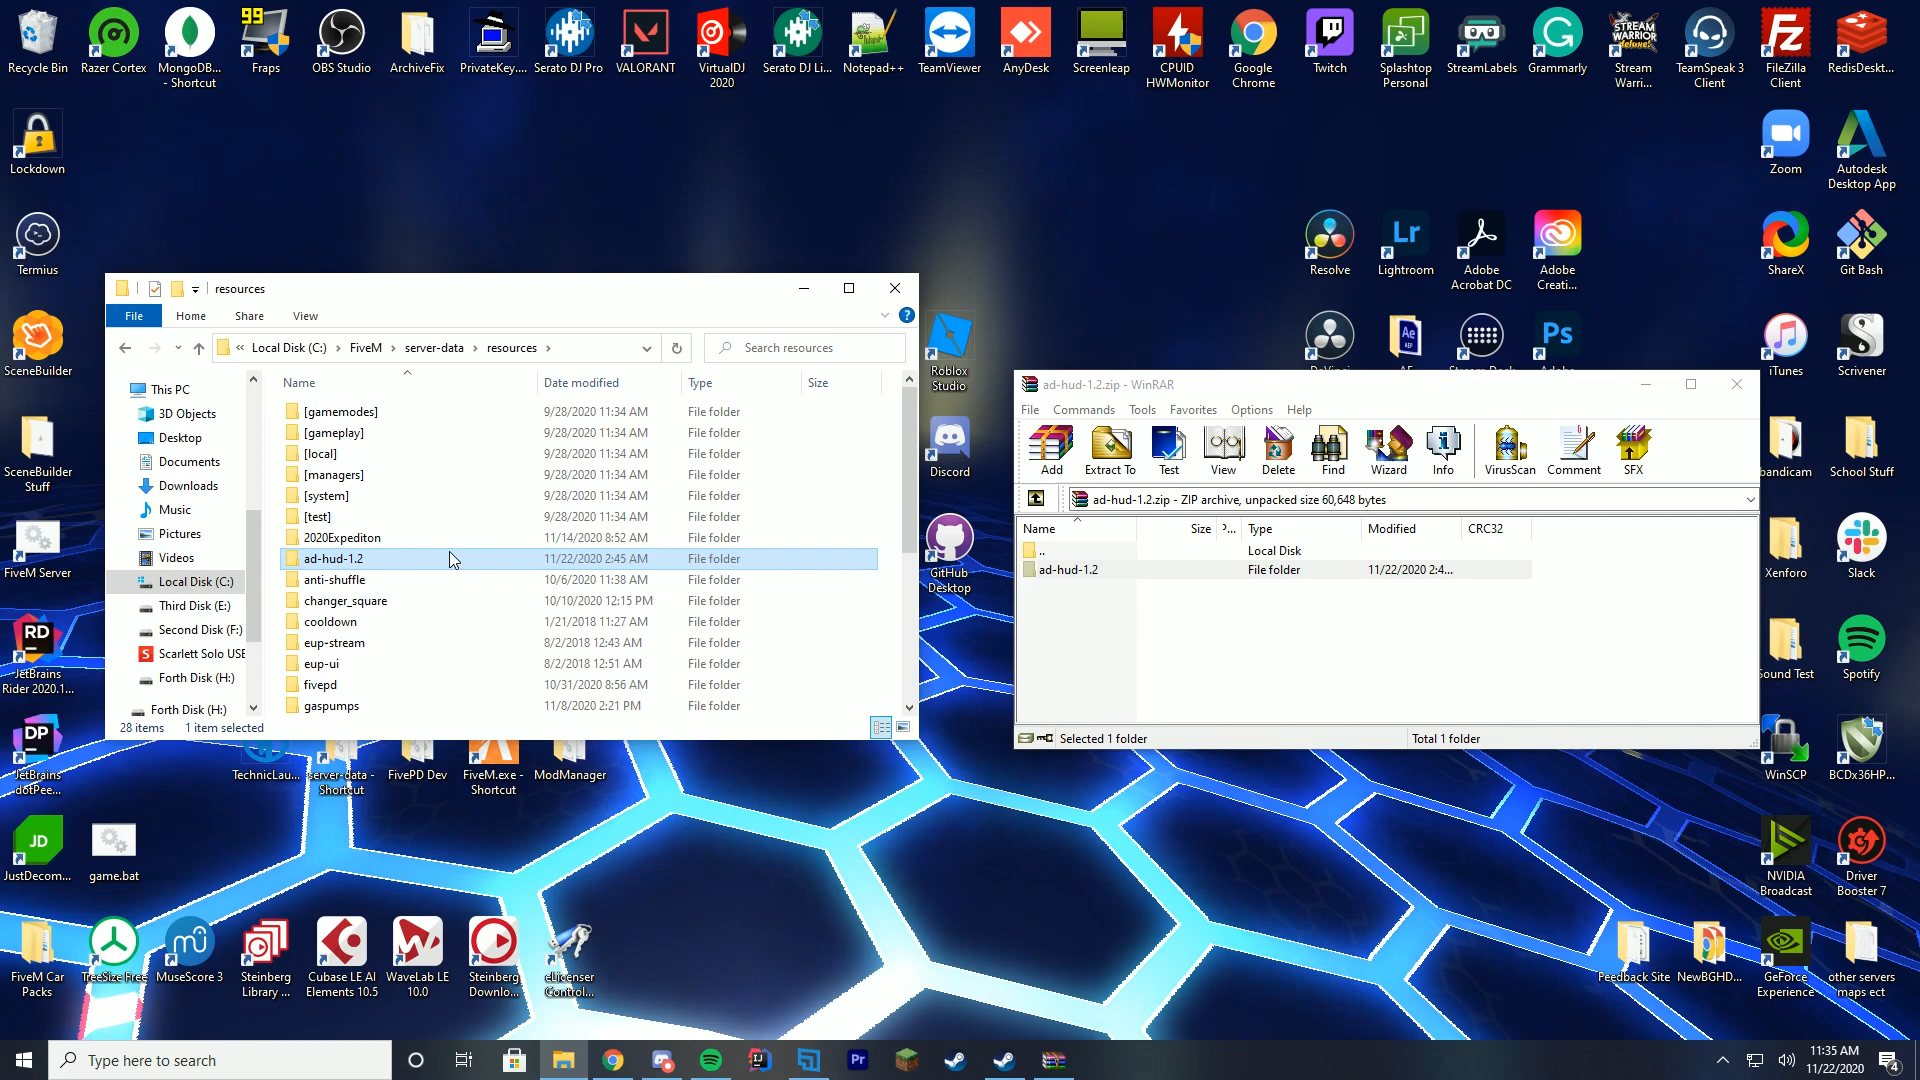 Recycle Bin
Razer Cortex
MongoDB...
- Shortcut
99
Fraps
OBS Studio
ArchiveFix
PrivateKey....
Serato DJ Pro
VALORANT
VirtualDJ
2020
Serato DJ Li...
Notepad++
TeamViewer
AnyDesk
Screenleap
CPUID
HWMonitor
Google
Chrome
Twitch
Splashtop
Personal
StreamLabels
Grammarly
Stream
Warri...
TeamSpeak 3
Client
FileZilla
Client
RedisDeskt...
Lockdown
Zoom
Autodesk
Desktop App
Termius
Resolve
Lr
Lightroom
Adobe
Acrobat DC
Adobe
Creati...
ShareX
Git Bash
SceneBuilder
Roblox
Studio
Ae
Ps
iTunes
Scrivener
SceneBuilder
Stuff
Discord
bandicam
School Stuff
FiveM Server
GitHub
Desktop
Xenforo
Slack
RD
JetBrains
Rider 2020.1...
Sound Test
Spotify
DP
JetBrains
dotPee...
WinSCP
BCDx36HP...
resources
File
Home
Share
View
« Local Disk (C:) › FiveM › server-data › resources ›
Search resources
Name
Date modified
Type
Size
This PC
3D Objects
Desktop
Documents
Downloads
Music
Pictures
Videos
Local Disk (C:)
Third Disk (E:)
Second Disk (F:)
Scarlett Solo USE
Forth Disk (H:)
Forth Disk (H:)
[gamemodes] 9/28/2020 11:34 AM File folder
[gameplay] 9/28/2020 11:34 AM File folder
[local] 9/28/2020 11:34 AM File folder
[managers] 9/28/2020 11:34 AM File folder
[system] 9/28/2020 11:34 AM File folder
[test] 9/28/2020 11:34 AM File folder
2020Expediton 11/14/2020 8:52 AM File folder
ad-hud-1.2 11/22/2020 2:45 AM File folder
anti-shuffle 10/6/2020 11:38 AM File folder
changer_square 10/10/2020 12:15 PM File folder
cooldown 1/21/2018 11:27 AM File folder
eup-stream 8/2/2018 12:43 AM File folder
eup-ui 8/2/2018 12:51 AM File folder
fivepd 10/31/2020 8:56 AM File folder
gaspumps 11/8/2020 2:21 PM File folder
28 items 1 item selected
ad-hud-1.2.zip - WinRAR
File Commands Tools Favorites Options Help
Add
Extract To
Test
View
Delete
Find
Wizard
Info
VirusScan
Comment
SFX
ad-hud-1.2.zip - ZIP archive, unpacked size 60,648 bytes
Name Size ?... Type Modified CRC32
.. Local Disk
ad-hud-1.2 File folder 11/22/2020 2:4...
Selected 1 folder
Total 1 folder
TechnicLau...
server-data -
Shortcut
FivePD Dev
FiveM.exe -
Shortcut
ModManager
JD
JustDecom...
game.bat
NVIDIA
Broadcast
Driver
Booster 7
FiveM Car
Packs
TreeSize Free
MuseScore 3
Steinberg
Library ...
Cubase LE AI
Elements 10.5
WaveLab LE
10.0
Steinberg
Downlo...
eLicenser
Control...
Feedback Site
NewBGHD...
GeForce
Experience
other servers
maps ect
Type here to search
Pr
11:35 AM
11/22/2020
4